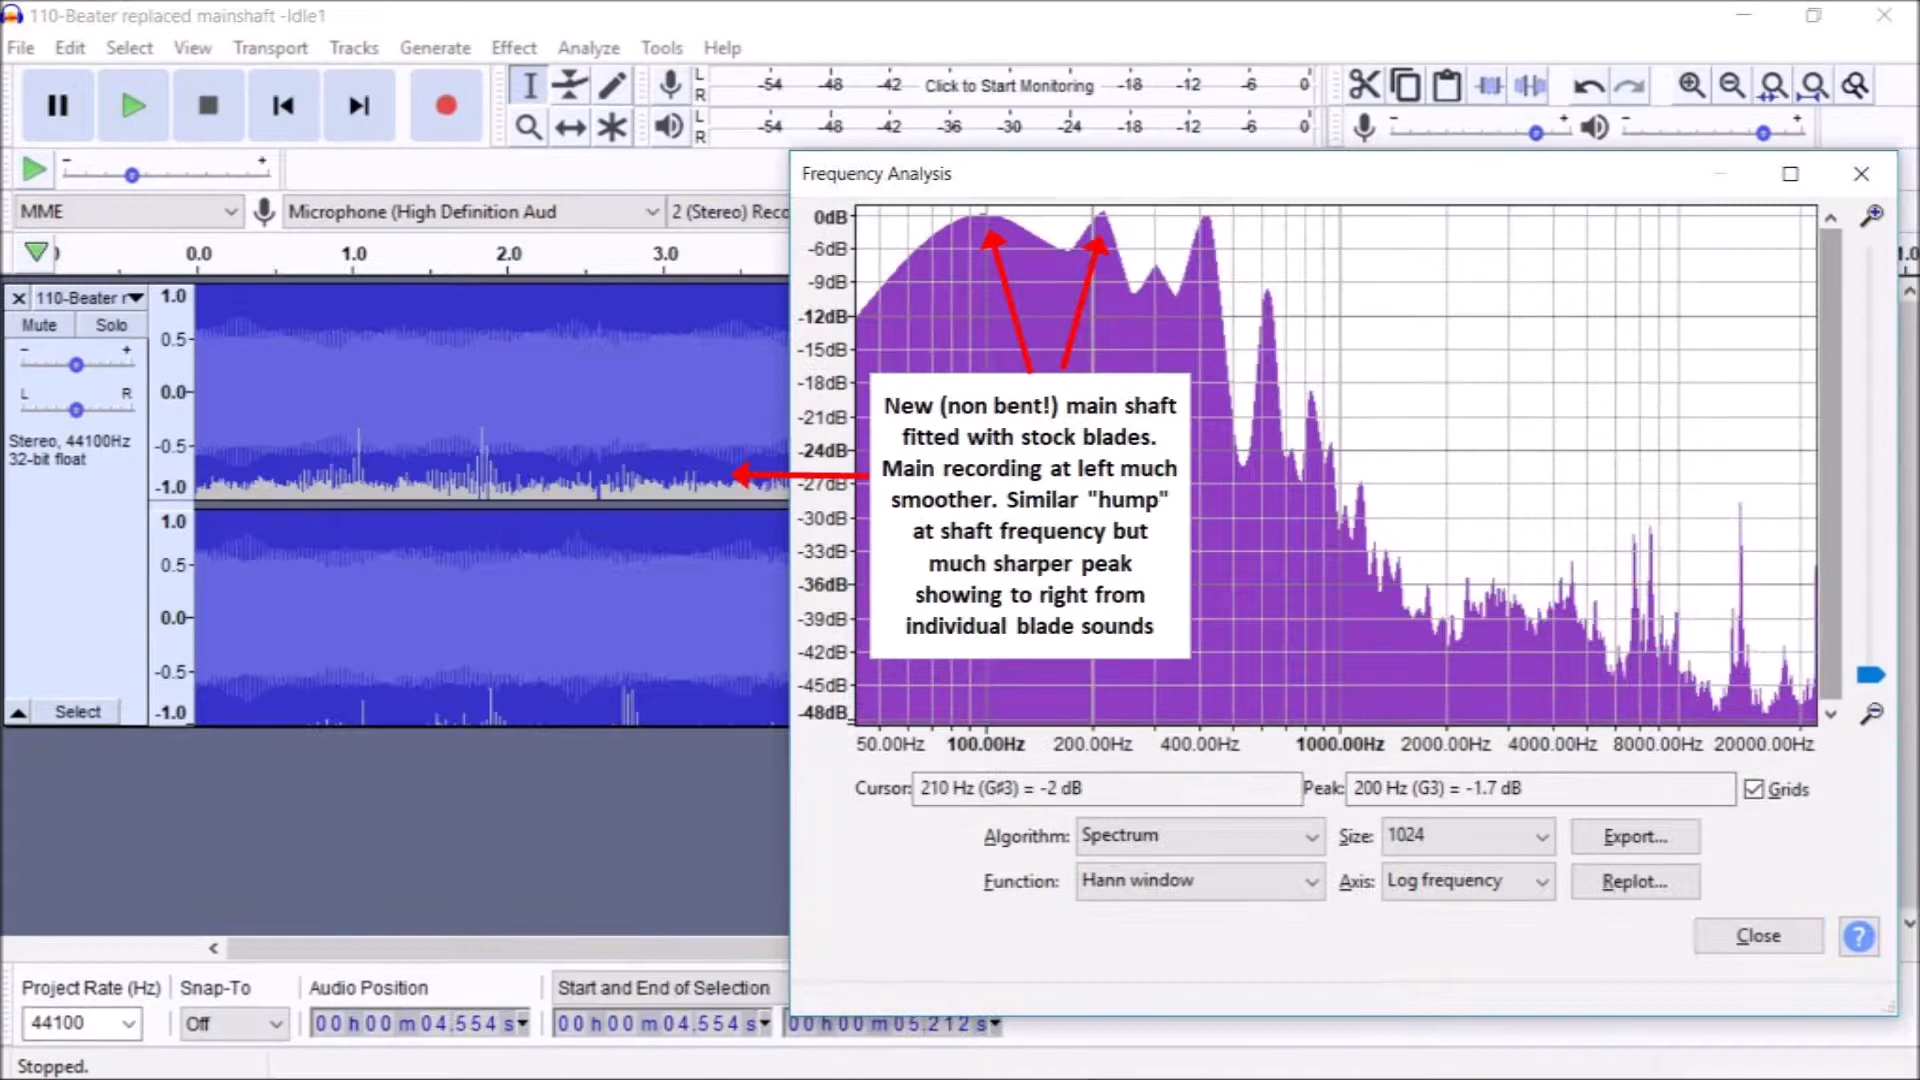 110-Beater replaced mainshaft -Idle1
File Edit Select View Transport Tracks Generate Effect Analyze Tools Help
L
R
-54 -48 -42 Click to Start Monitoring -18 -12 -6 0
L
R
-54 -48 -42 -36 -30 -24 -18 -12 -6 0
MME
Microphone (High Definition Aud
2 (Stereo) Reco
0.0 1.0 2.0 3.0
1.0
110-Beater r
Mute Solo
L R
Stereo, 44100Hz
32-bit float
Select
1.0
0.5
0.0
-0.5
-1.0
1.0
0.5
0.0
-0.5
-1.0
Frequency Analysis
0dB
-6dB
-9dB
-12dB
-15dB
-18dB
-21dB
-24dB
-27dB
-30dB
-33dB
-36dB
-39dB
-42dB
-45dB
-48dB
New (non bent!) main shaft
fitted with stock blades.
Main recording at left much
smoother. Similar "hump"
at shaft frequency but
much sharper peak
showing to right from
individual blade sounds
50.00Hz 100.00Hz 200.00Hz 400.00Hz 1000.00Hz 2000.00Hz 4000.00Hz 8000.00Hz 20000.00Hz
Cursor: 210 Hz (G♯3) = -2 dB Peak: 200 Hz (G3) = -1.7 dB Grids
Algorithm: Spectrum Size: 1024 Export...
Function: Hann window Axis: Log frequency Replot...
Close ?
Project Rate (Hz) Snap-To Audio Position Start and End of Selection
44100 Off 00 h 00 m 04.554 s 00 h 00 m 04.554 s 00 h 00 m 05.212 s
Stopped.